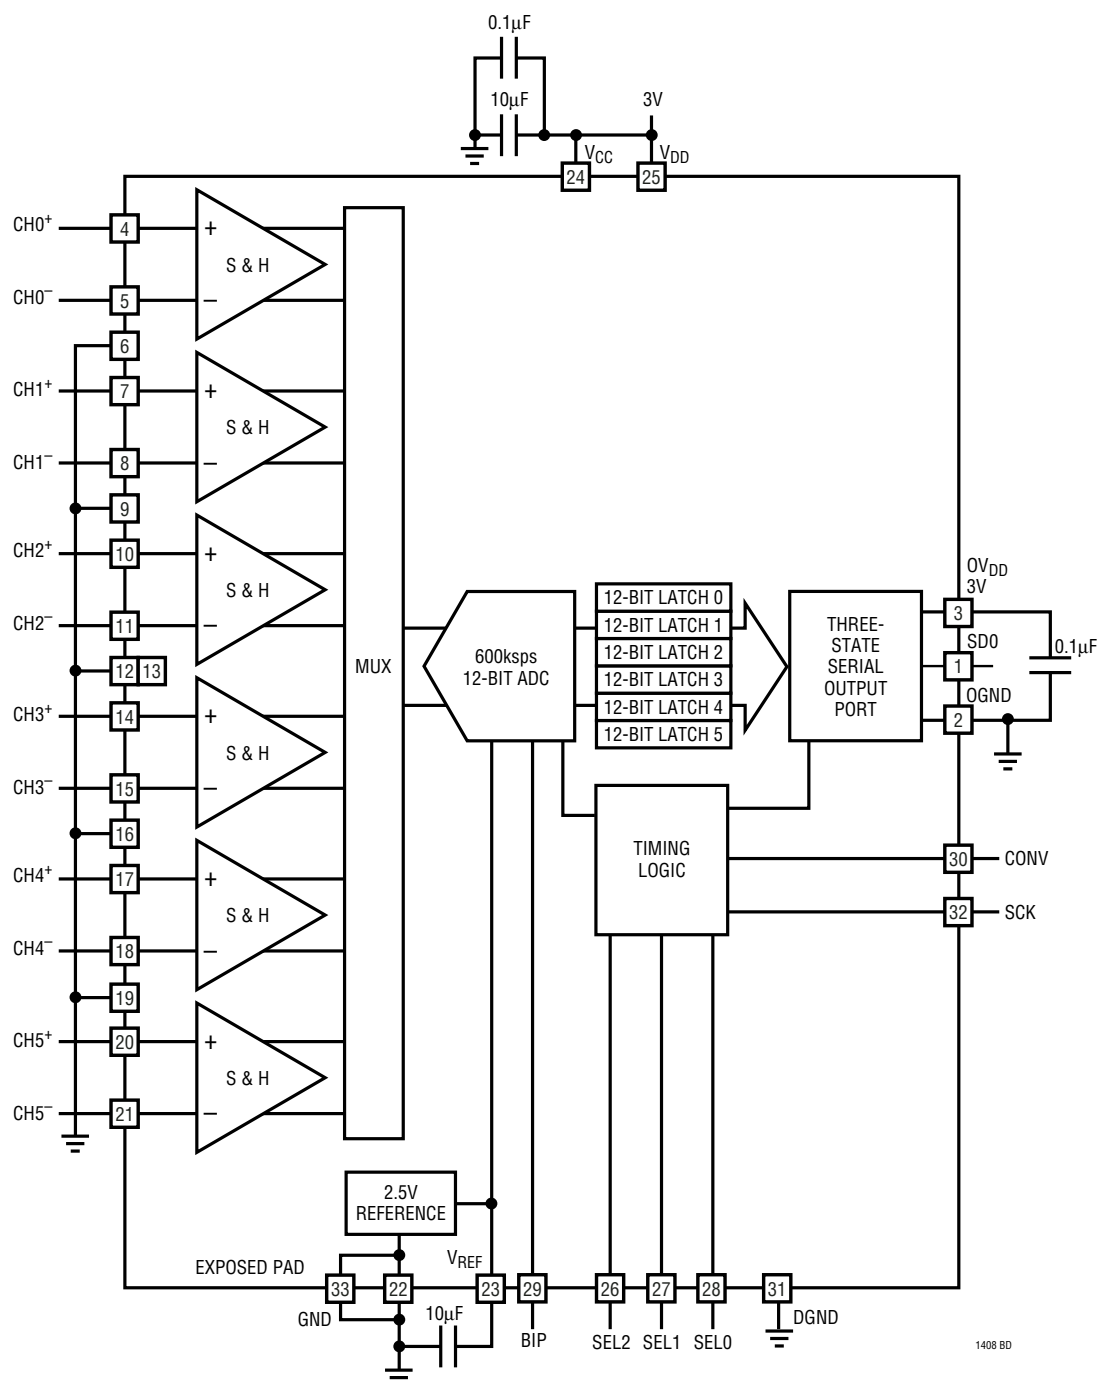 0.1µF
10µF
3V
VCC
VDD
24
25
CH0+
4
+
S & H
CH0–
5
–
6
CH1+
7
+
S & H
CH1–
8
–
9
CH2+
10
+
S & H
CH2–
11
–
12
13
CH3+
14
+
S & H
CH3–
15
–
16
CH4+
17
+
S & H
CH4–
18
–
19
CH5+
20
+
S & H
CH5–
21
–
MUX
600ksps
12-BIT ADC
12-BIT LATCH 0
12-BIT LATCH 1
12-BIT LATCH 2
12-BIT LATCH 3
12-BIT LATCH 4
12-BIT LATCH 5
THREE-
STATE
SERIAL
OUTPUT
PORT
OVDD
3V
3
SD0
1
0.1µF
OGND
2
TIMING
LOGIC
30
CONV
32
SCK
2.5V
REFERENCE
EXPOSED PAD
VREF
33
22
23
29
26
27
28
31
GND
10µF
BIP
SEL2
SEL1
SEL0
DGND
1408 BD